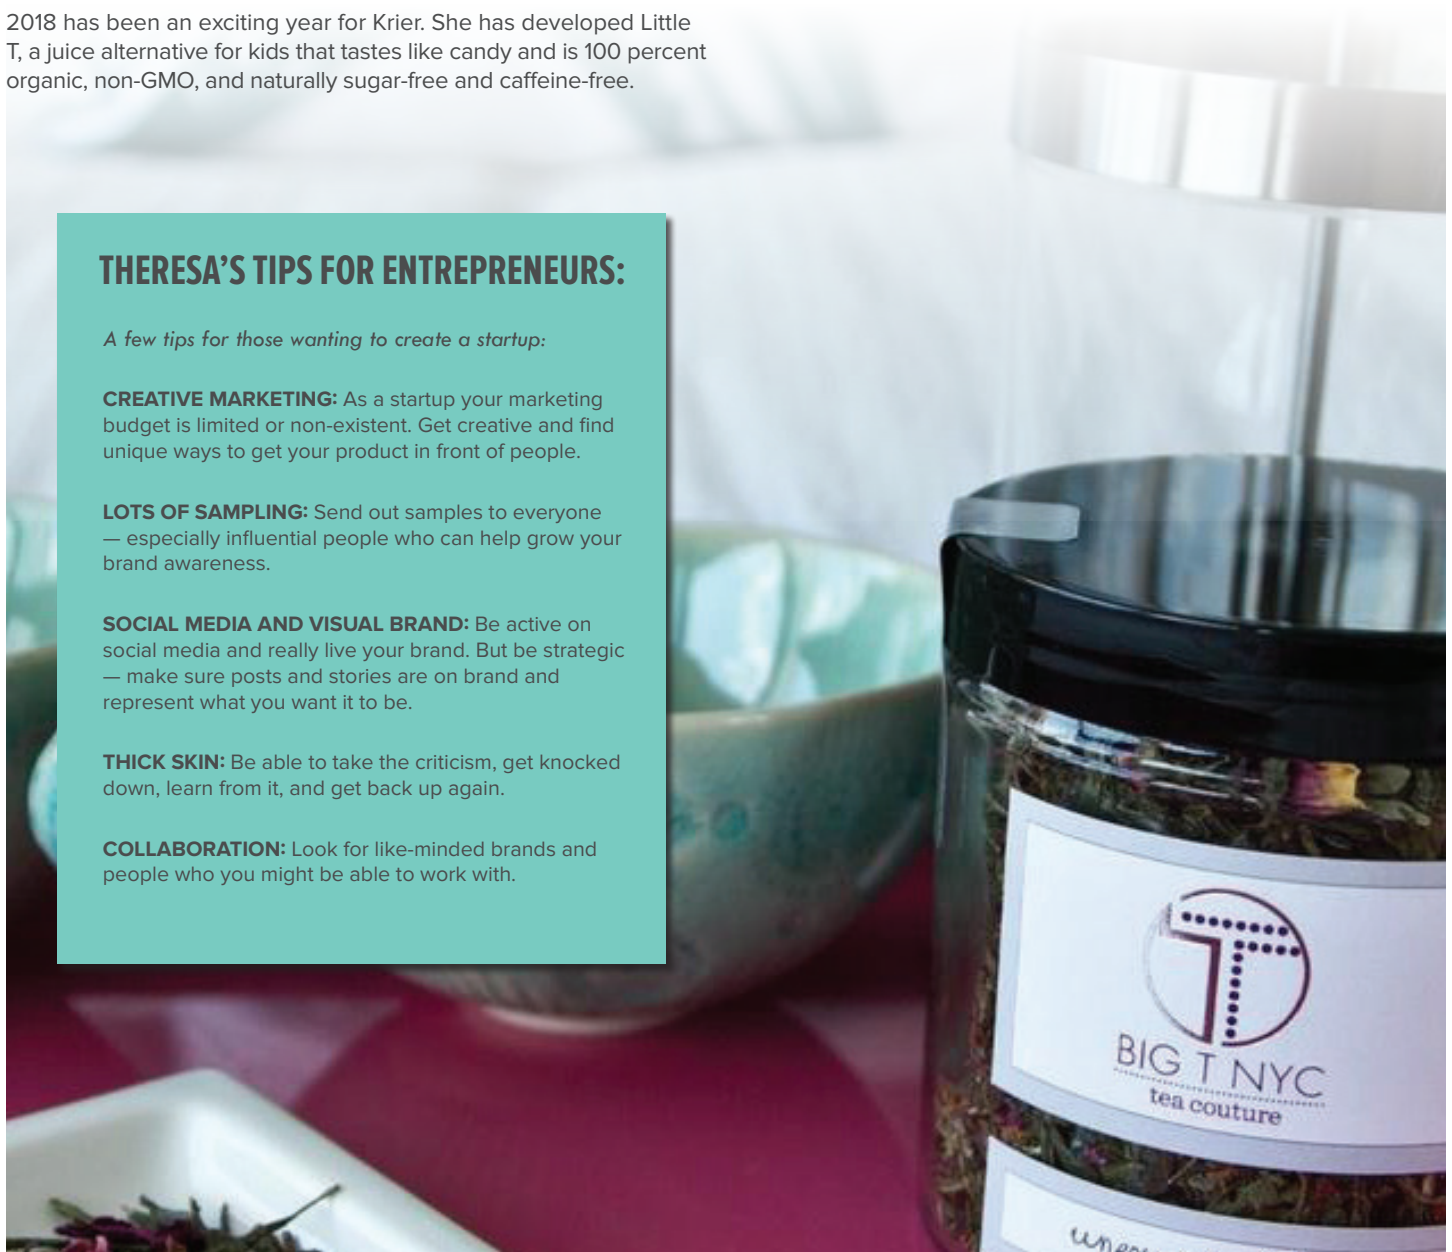 2018 has been an exciting year for Krier. She has developed Little
T, a juice alternative for kids that tastes like candy and is 100 percent
organic, non-GMO, and naturally sugar-free and caffeine-free.
THERESA’S TIPS FOR ENTREPRENEURS:
A few tips for those wanting to create a startup:
CREATIVE MARKETING: As a startup your marketing
budget is limited or non-existent. Get creative and find
unique ways to get your product in front of people.
LOTS OF SAMPLING: Send out samples to everyone
— especially influential people who can help grow your
brand awareness.
SOCIAL MEDIA AND VISUAL BRAND: Be active on
social media and really live your brand. But be strategic
— make sure posts and stories are on brand and
represent what you want it to be.
THICK SKIN: Be able to take the criticism, get knocked
down, learn from it, and get back up again.
COLLABORATION: Look for like-minded brands and
people who you might be able to work with.
T
BIG T NYC
tea couture